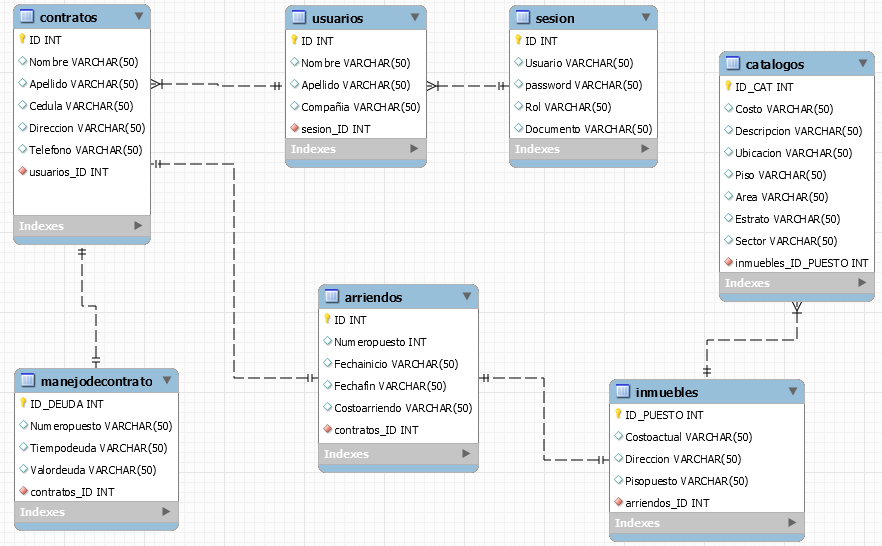 contratos
ID INT
Nombre VARCHAR(50)
Apellido VARCHAR(50)
Cedula VARCHAR(50)
Direccion VARCHAR(50)
Telefono VARCHAR(50)
usuarios_ID INT
Indexes
usuarios
ID INT
Nombre VARCHAR(50)
Apellido VARCHAR(50)
Compañia VARCHAR(50)
sesion_ID INT
Indexes
sesion
ID INT
Usuario VARCHAR(50)
password VARCHAR(50)
Rol VARCHAR(50)
Documento VARCHAR(50)
Indexes
catalogos
ID_CAT INT
Costo VARCHAR(50)
Descripcion VARCHAR(50)
Ubicacion VARCHAR(50)
Piso VARCHAR(50)
Area VARCHAR(50)
Estrato VARCHAR(50)
Sector VARCHAR(50)
inmuebles_ID_PUESTO INT
Indexes
arriendos
ID INT
Numeropuesto INT
Fechainicio VARCHAR(50)
Fechafin VARCHAR(50)
Costoarriendo VARCHAR(50)
contratos_ID INT
Indexes
manejodecontrato
ID_DEUDA INT
Numeropuesto VARCHAR(50)
Tiempodeuda VARCHAR(50)
Valordeuda VARCHAR(50)
contratos_ID INT
Indexes
inmuebles
ID_PUESTO INT
Costoactual VARCHAR(50)
Direccion VARCHAR(50)
Pisopuesto VARCHAR(50)
arriendos_ID INT
Indexes